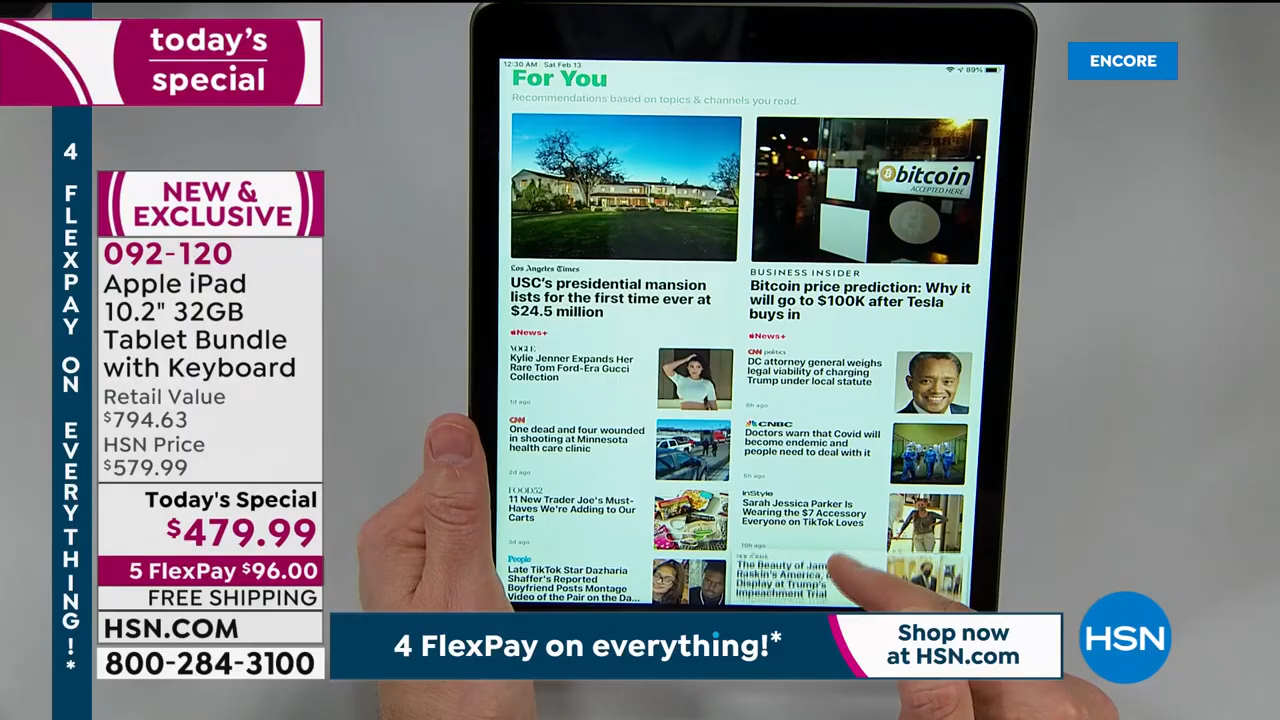 today's
special
4 FLEXPAY ON EVERYTHING!*
NEW &
EXCLUSIVE
092-120
Apple iPad
10.2" 32GB
Tablet Bundle
with Keyboard
Retail Value
$794.63
HSN Price
$579.99
Today's Special
$479.99
5 FlexPay $96.00
FREE SHIPPING
HSN.COM
800-284-3100
ENCORE
12:30 AM Sat Feb 13
89%
For You
Recommendations based on topics & channels you read.
Los Angeles Times
USC's presidential mansion
lists for the first time ever at
$24.5 million
News+
bitcoin
ACCEPTED HERE
BUSINESS INSIDER
Bitcoin price prediction: Why it
will go to $100K after Tesla
buys in
News+
VOGUE
Kylie Jenner Expands Her
Rare Tom Ford-Era Gucci
Collection
1d ago
CNN politics
DC attorney general weighs
legal viability of charging
Trump under local statute
8h ago
CNN
One dead and four wounded
in shooting at Minnesota
health care clinic
2d ago
CNBC
Doctors warn that Covid will
become endemic and
people need to deal with it
6h ago
FOOD52
11 New Trader Joe's Must-
Haves We're Adding to Our
Carts
3d ago
InStyle
Sarah Jessica Parker Is
Wearing the $7 Accessory
Everyone on TikTok Loves
10h ago
People
Late TikTok Star Dazharia
Shaffer's Reported
Boyfriend Posts Montage
Video of the Pair on the Da...
The Beauty of
Raskin's America,
Display at Trump's
Impeachment Trial
4 FlexPay on everything!*
Shop now
at HSN.com
HSN